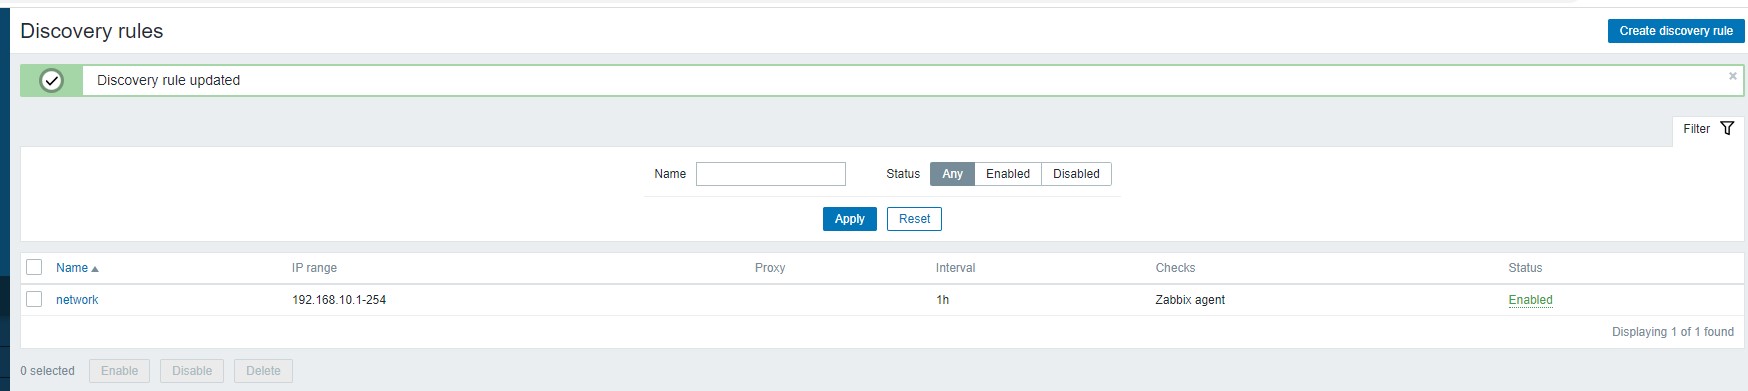 Discovery rules
Create discovery rule
Discovery rule updated
Filter
Name
Status Any Enabled Disabled
Apply Reset
Name IP range Proxy Interval Checks Status
network 192.168.10.1-254 1h Zabbix agent Enabled
Displaying 1 of 1 found
0 selected Enable Disable Delete